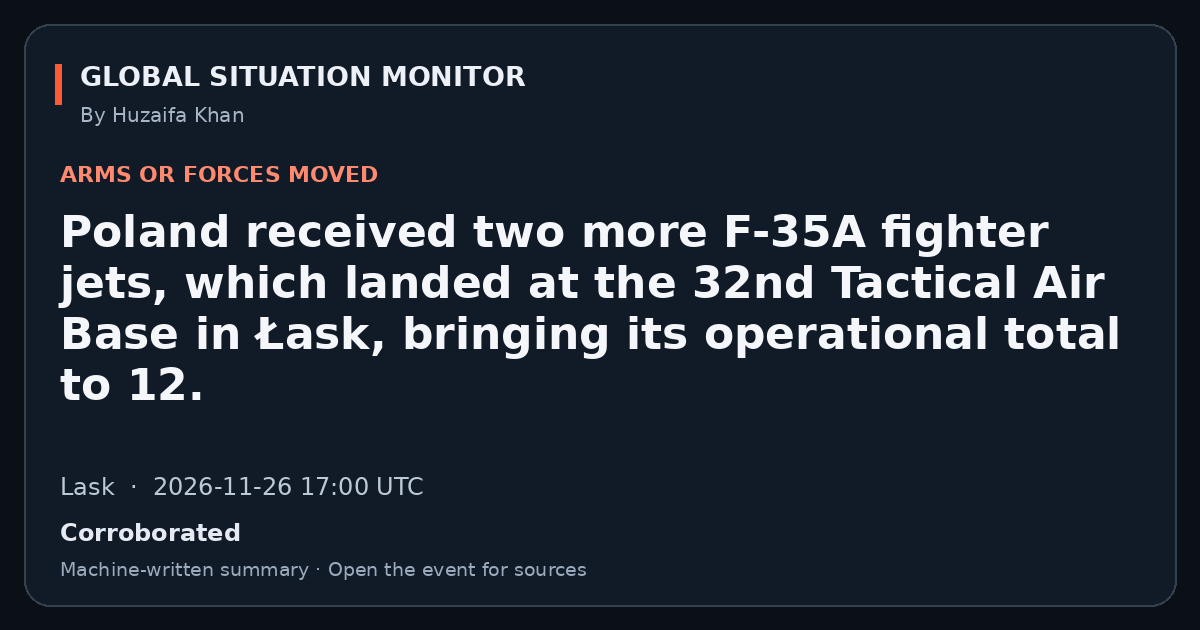 GLOBAL SITUATION MONITOR
By Huzaifa Khan
ARMS OR FORCES MOVED
Poland received two more F-35A fighter
jets, which landed at the 32nd Tactical Air
Base in Łask, bringing its operational total
to 12.
Lask · 2026-11-26 17:00 UTC
Corroborated
Machine-written summary · Open the event for sources